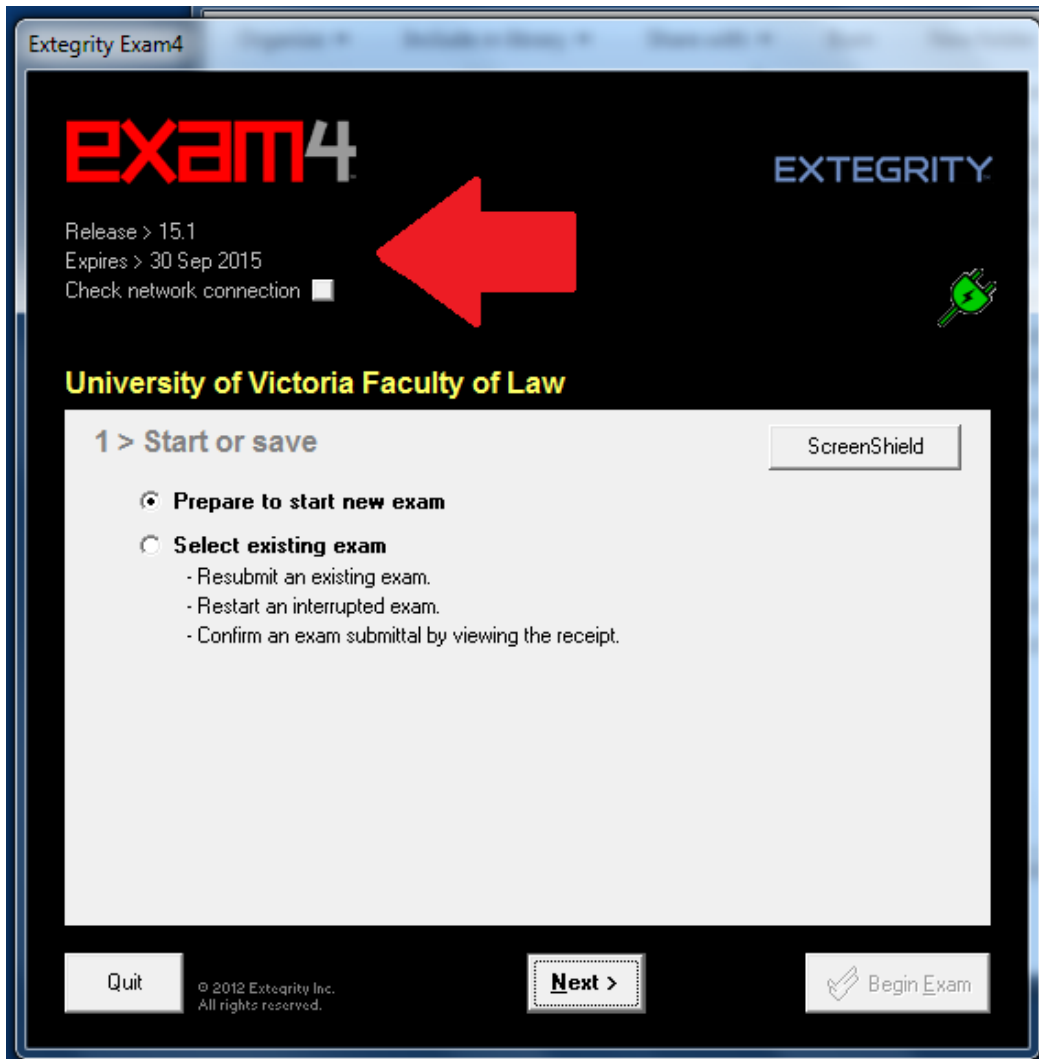 Extegrity Exam4
exam4
EXTEGRITY
Release > 15.1
Expires > 30 Sep 2015
Check network connection
University of Victoria Faculty of Law
1 > Start or save
ScreenShield
Prepare to start new exam
Select existing exam
- Resubmit an existing exam.
- Restart an interrupted exam.
- Confirm an exam submittal by viewing the receipt.
Quit
© 2012 Extegrity Inc.
All rights reserved.
Next >
Begin Exam